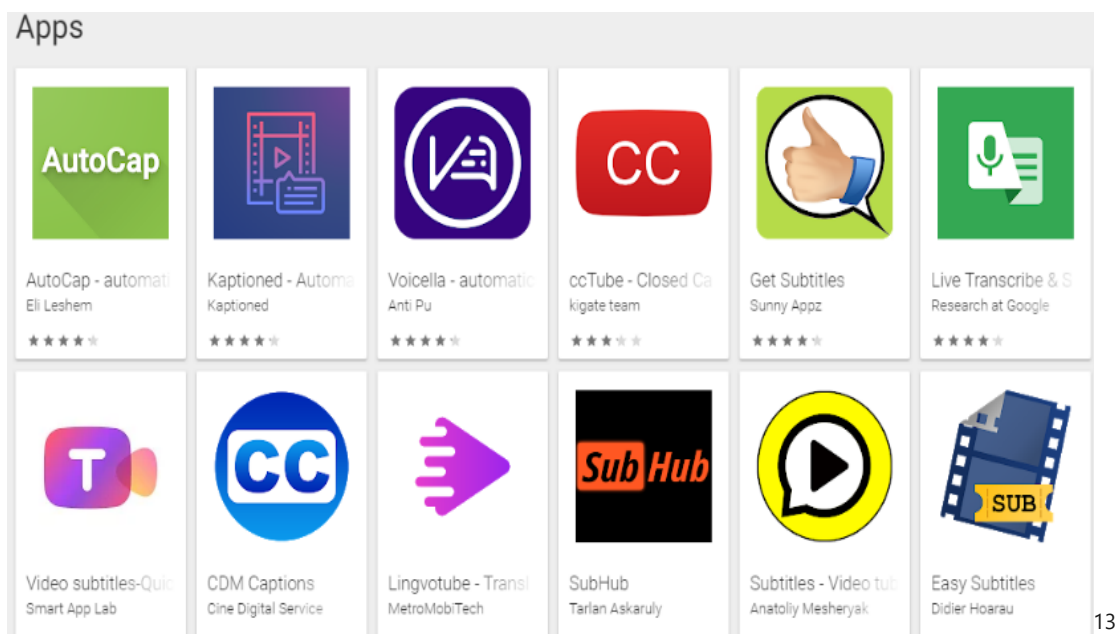 Apps
AutoCap
CC
AutoCap - automati
Eli Leshem
Kaptioned - Automa
Kaptioned
Voicella - automatic
Anti Pu
ccTube - Closed Ca
kigate team
Get Subtitles
Sunny Appz
Live Transcribe & S
Research at Google
T
CC
Sub Hub
SUB
Video subtitles-Quic
Smart App Lab
CDM Captions
Cine Digital Service
Lingvotube - Transl
MetroMobiTech
SubHub
Tarlan Askaruly
Subtitles - Video tub
Anatoliy Mesheryak
Easy Subtitles
Didier Hoarau
13